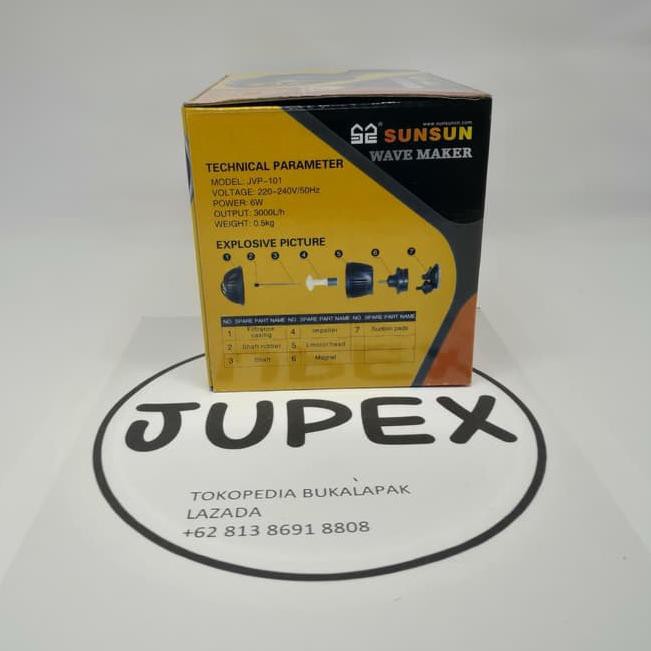 www.sunsuncn.com
SUNSUN
WAVE MAKER
TECHNICAL PARAMETER
MODEL: JVP-101
VOLTAGE: 220-240V/50Hz
POWER: 6W
OUTPUT: 3000L/h
WEIGHT: 0.5kg
EXPLOSIVE PICTURE
1 2 3 4 5 6 7
NO SPARE PART NAME NO SPARE PART NAME NO SPARE PART NAME
1 Filtration casing 4 Impeller 7 Suction pads
2 Shaft rubber 5 Lmotor head
3 Shaft 6 Magnet
JUPEX
TOKOPEDIA BUKALAPAK
LAZADA
+62 813 8691 8808